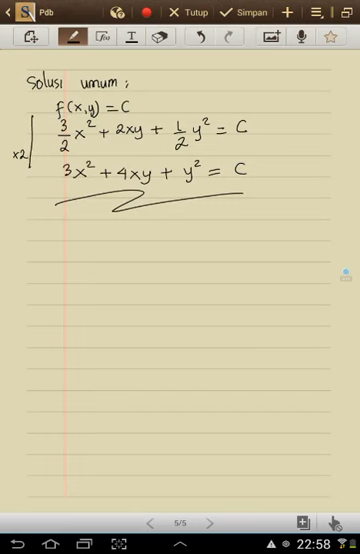 Pdb
Tutup
Simpan
Solusi umum :
f(x,y) = C
x2
3/2 x² + 2xy + 1/2 y² = C
3x² + 4xy + y² = C
5/5
22:58